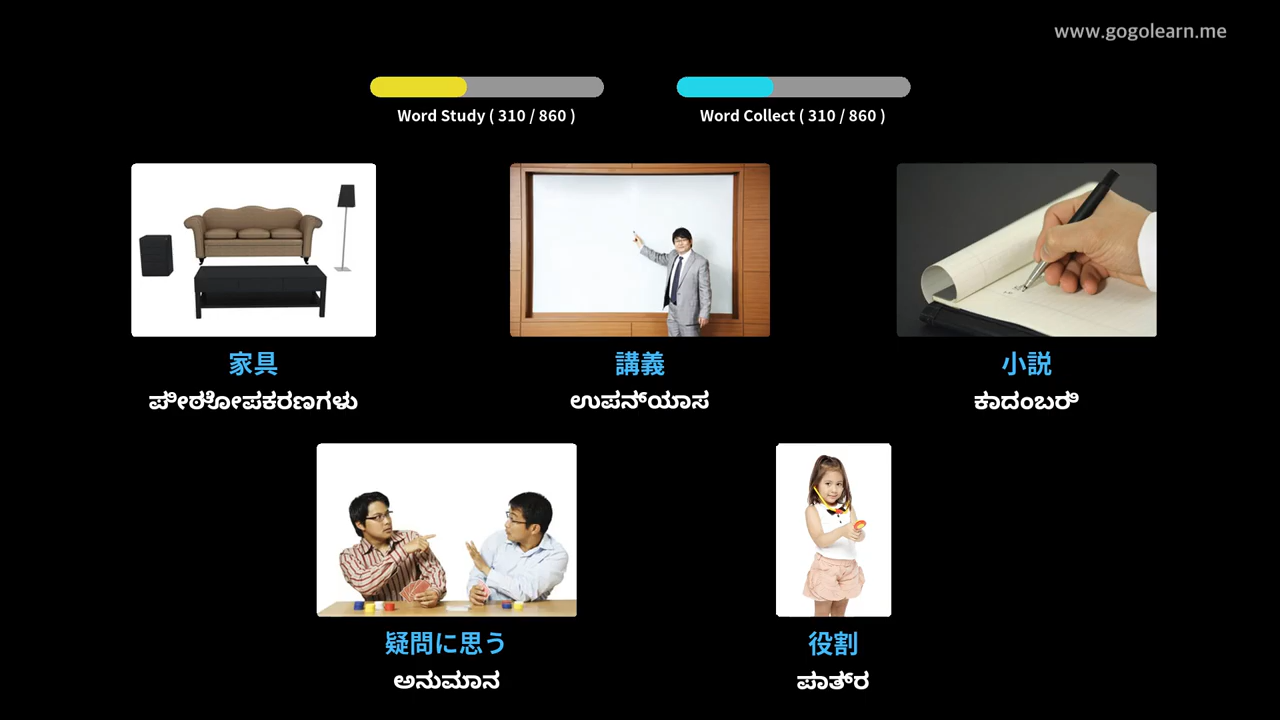 www.gogolearn.me
Word Study ( 310 / 860 )
Word Collect ( 310 / 860 )
家具
講義
小説
ಪೀಠೋಪಕರಣಗಳು
ಉಪನ್ಯಾಸ
ಕಾದಂಬರಿ
疑問に思う
役割
ಅನುಮಾನ
ಪಾತ್ರ